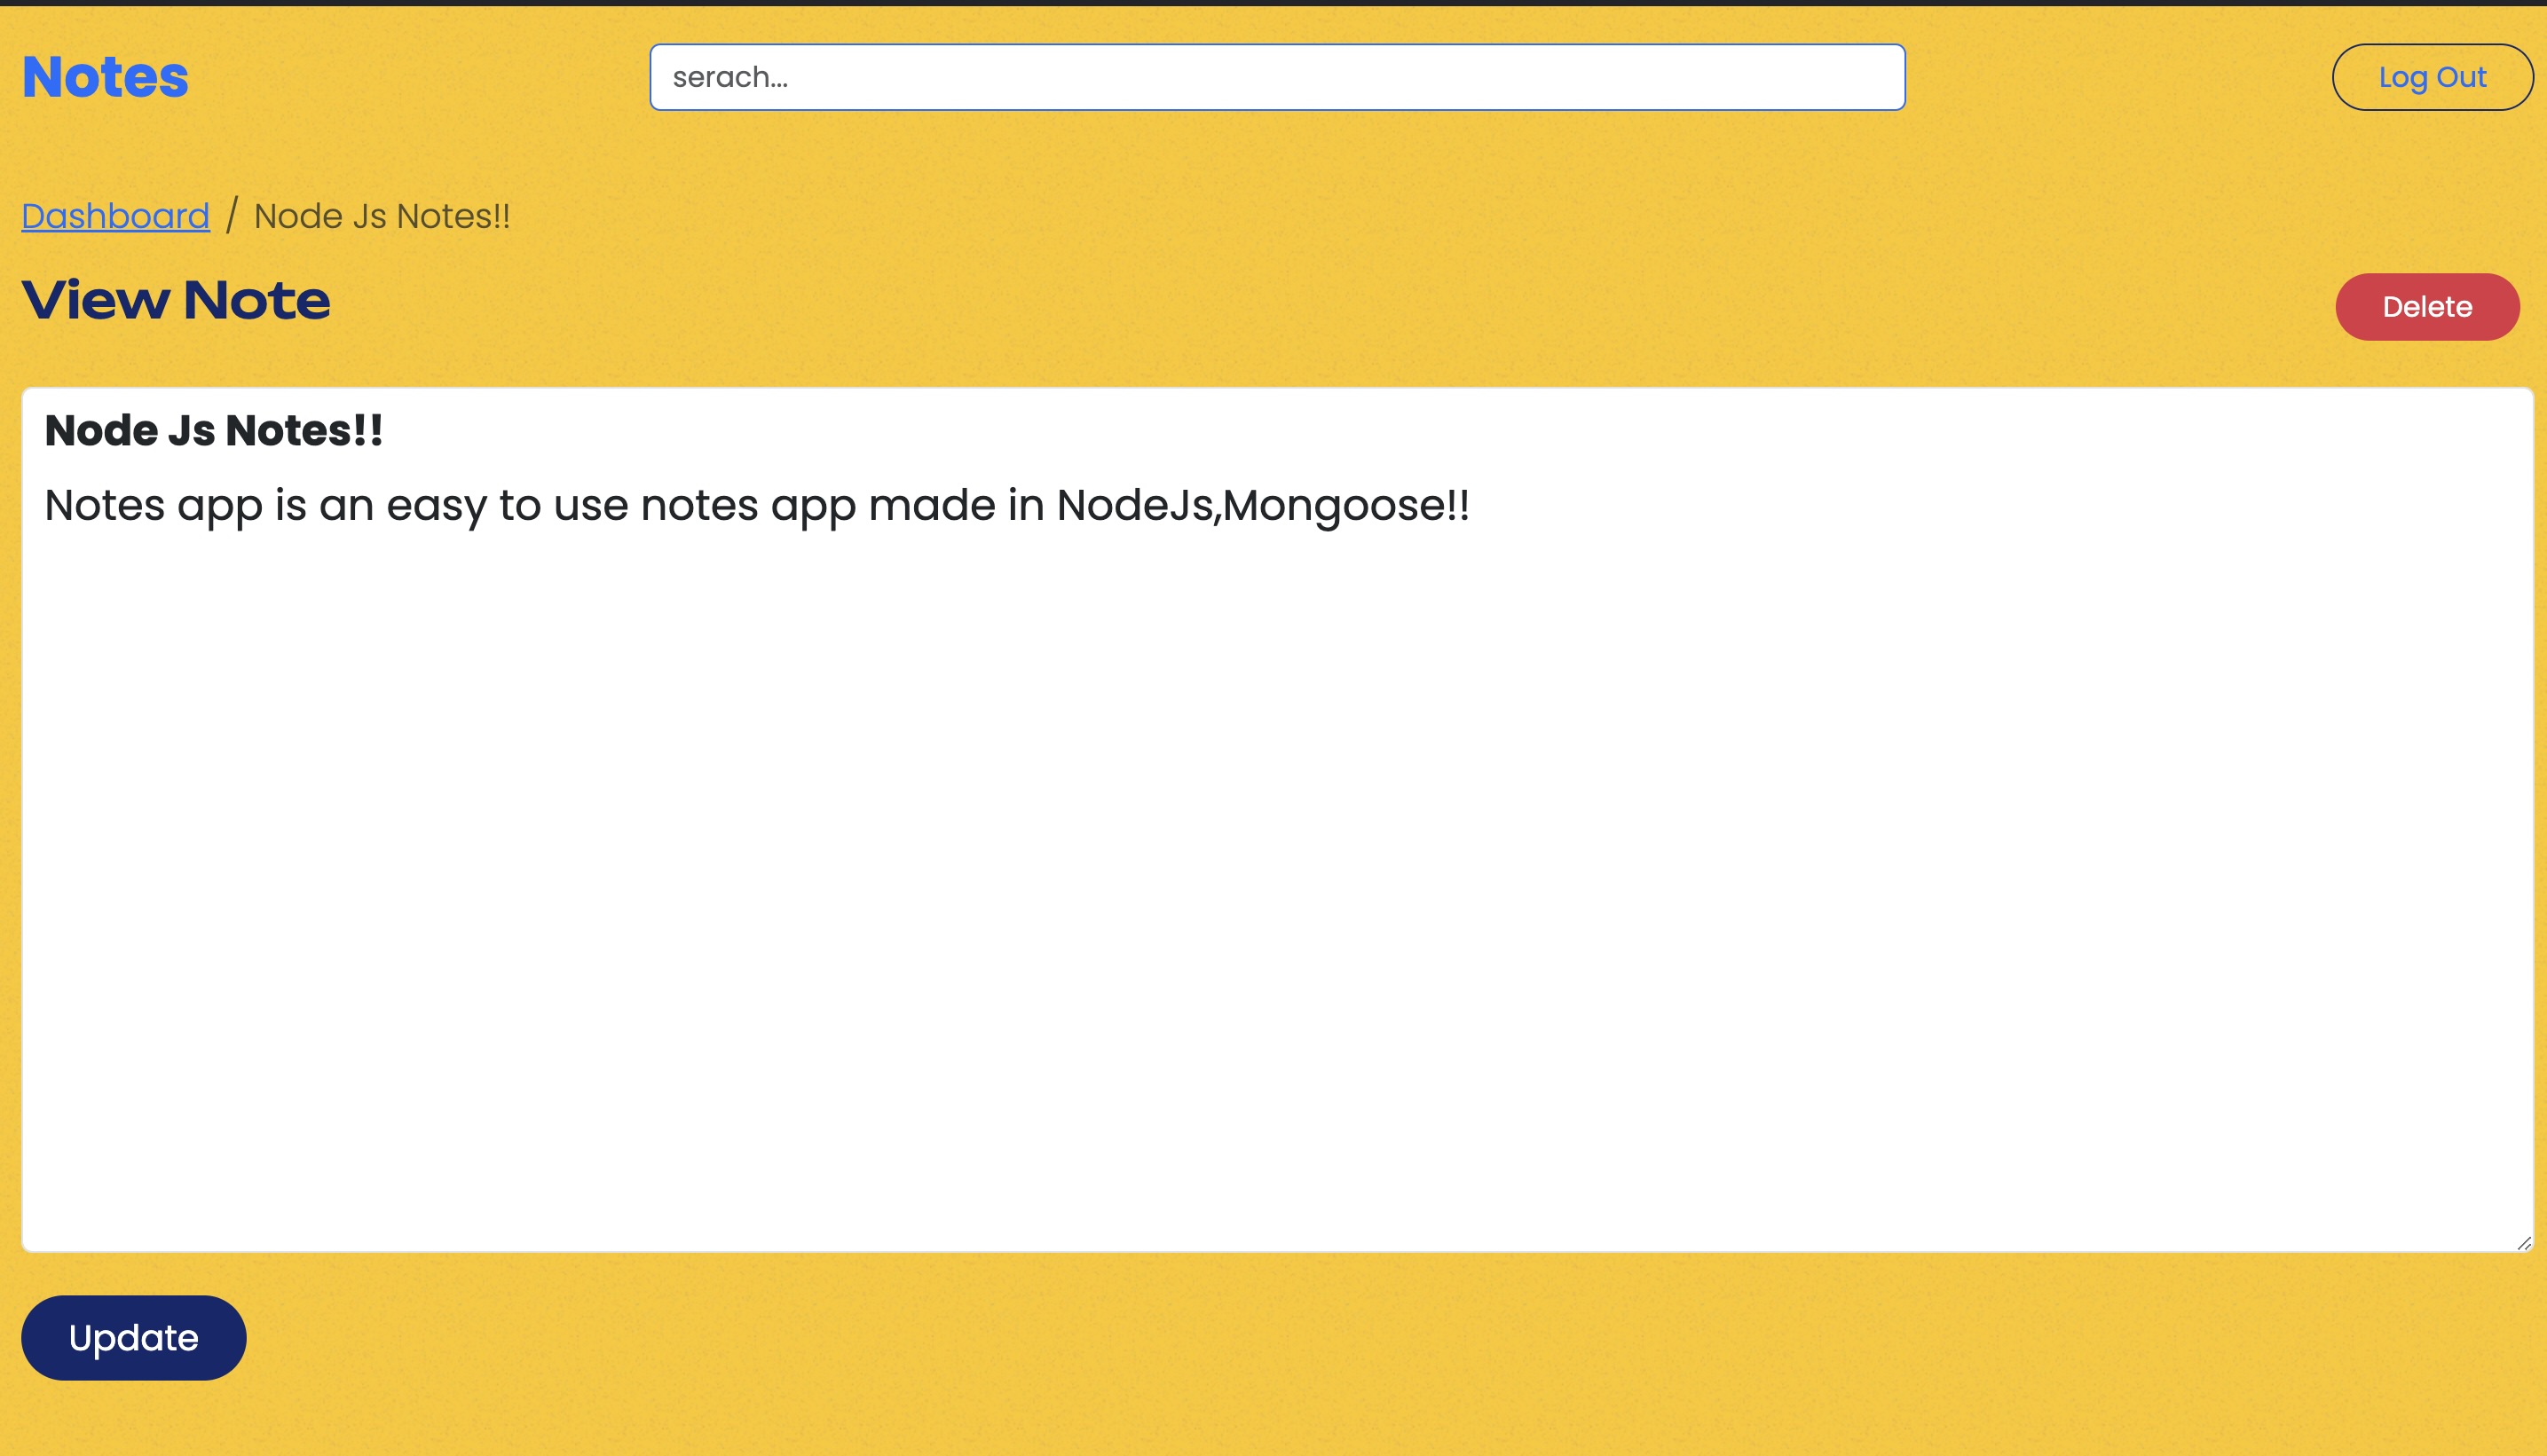 Notes
serach...
Log Out
Dashboard / Node Js Notes!!
View Note
Delete
Node Js Notes!!
Notes app is an easy to use notes app made in NodeJs,Mongoose!!
Update